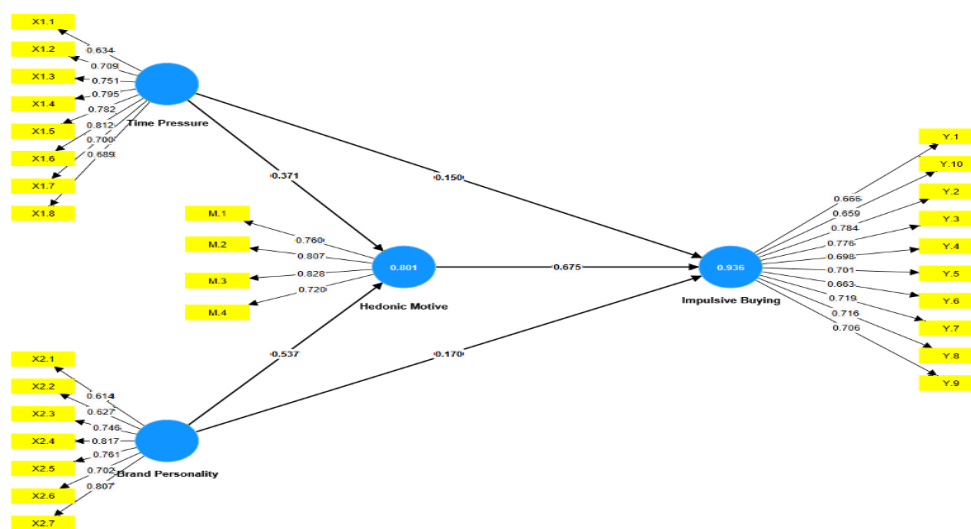 X1.1
X1.2
X1.3
X1.4
X1.5
X1.6
X1.7
X1.8
0.634
0.709
0.751
0.795
0.782
0.812
0.700
0.689
Time Pressure
0.371
0.150
M.1
M.2
M.3
M.4
0.760
0.807
0.828
0.720
0.801
Hedonic Motive
0.675
0.537
0.170
X2.1
X2.2
X2.3
X2.4
X2.5
X2.6
X2.7
0.614
0.627
0.746
0.817
0.761
0.702
0.807
Brand Personality
0.936
Impulsive Buying
0.666
0.659
0.784
0.776
0.698
0.701
0.663
0.719
0.716
0.706
Y.1
Y.10
Y.2
Y.3
Y.4
Y.5
Y.6
Y.7
Y.8
Y.9